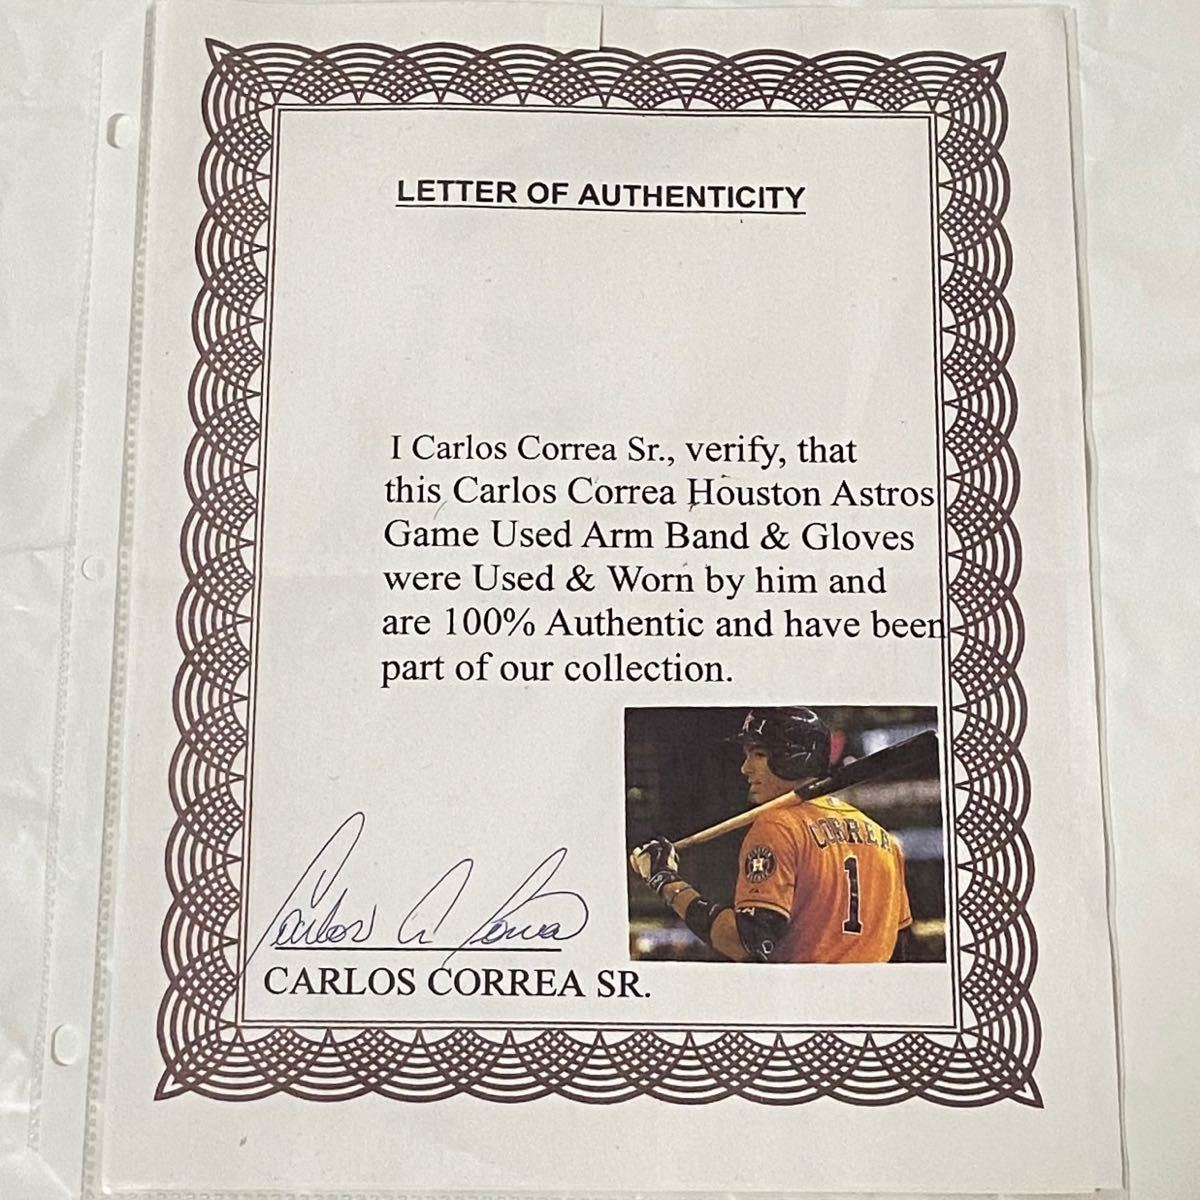 LETTER OF AUTHENTICITY
I Carlos Correa Sr., verify, that
this Carlos Correa Houston Astros
Game Used Arm Band & Gloves
were Used & Worn by him and
are 100% Authentic and have been
part of our collection.
CORREA
1
Carlos A Correa
CARLOS CORREA SR.